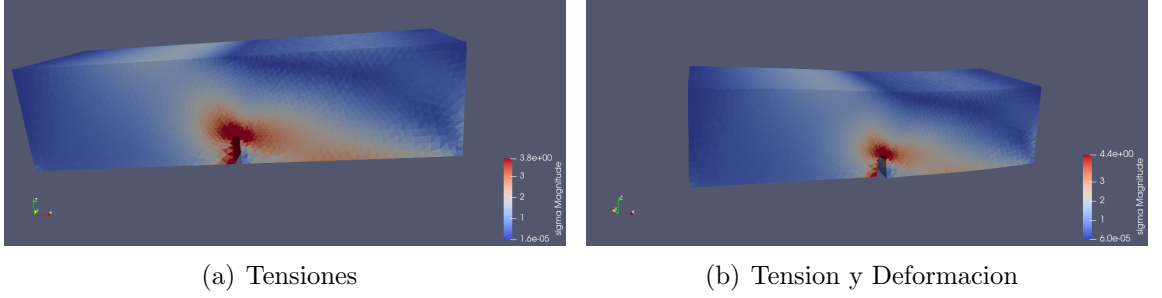 3.8e+00
3
2
1
1.6e-05
sigma Magnitude
z
4.4e+00
3
2
1
6.0e-05
sigma Magnitude
(a) Tensiones
(b) Tension y Deformacion